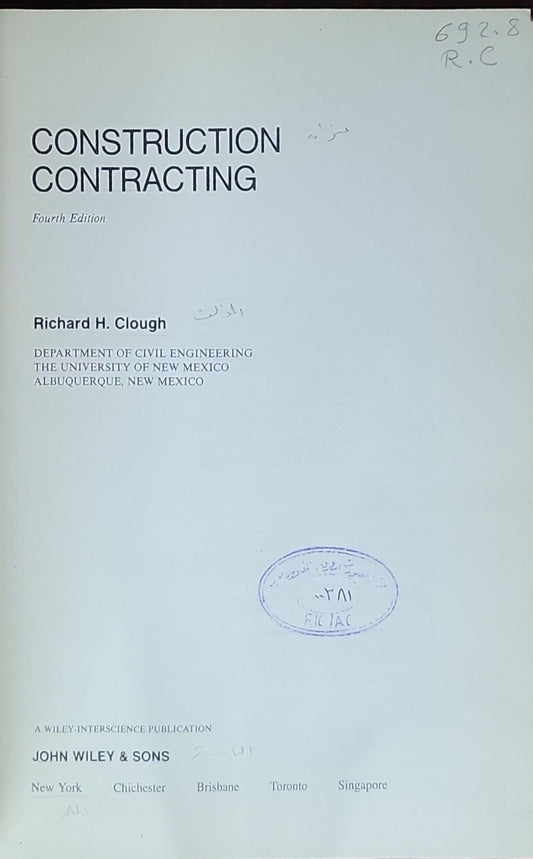 692.8
R.C
CONSTRUCTION
CONTRACTING
Fourth Edition
المؤلف
Richard H. Clough
DEPARTMENT OF CIVIL ENGINEERING
THE UNIVERSITY OF NEW MEXICO
ALBUQUERQUE, NEW MEXICO
A WILEY-INTERSCIENCE PUBLICATION
JOHN WILEY & SONS
New York Chichester Brisbane Toronto Singapore